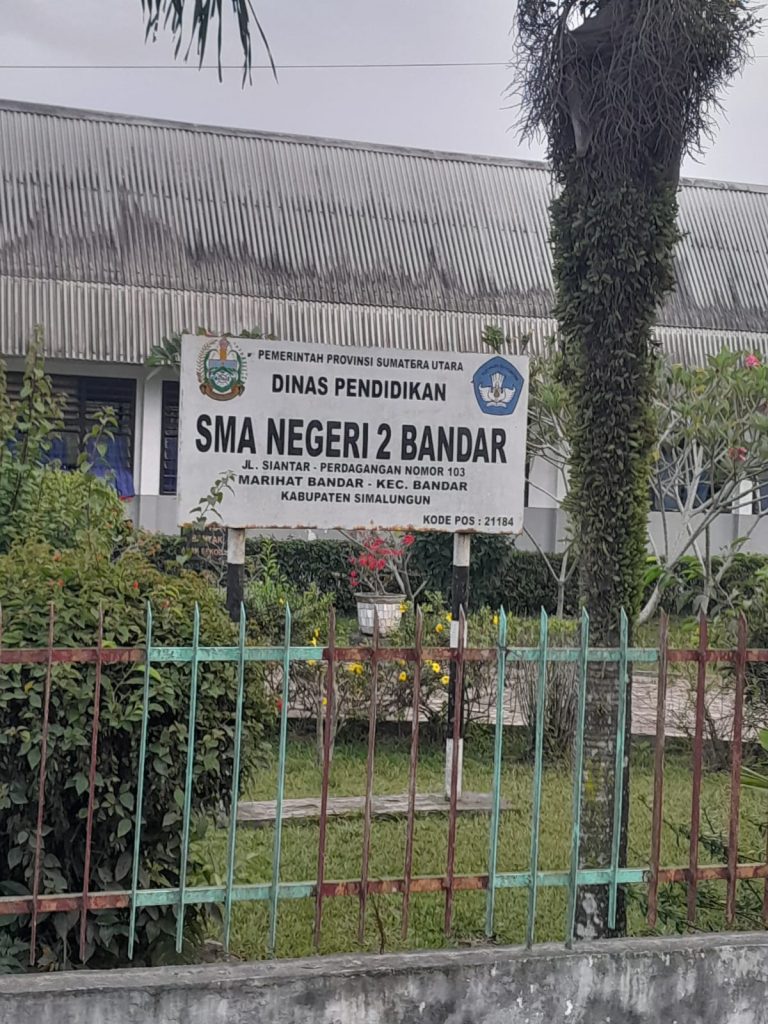 PEMERINTAH PROVINSI SUMATERA UTARA
DINAS PENDIDIKAN
SMA NEGERI 2 BANDAR
JL. SIANTAR - PERDAGANGAN NOMOR 103
MARIHAT BANDAR - KEC. BANDAR
KABUPATEN SIMALUNGUN
KODE POS : 21184